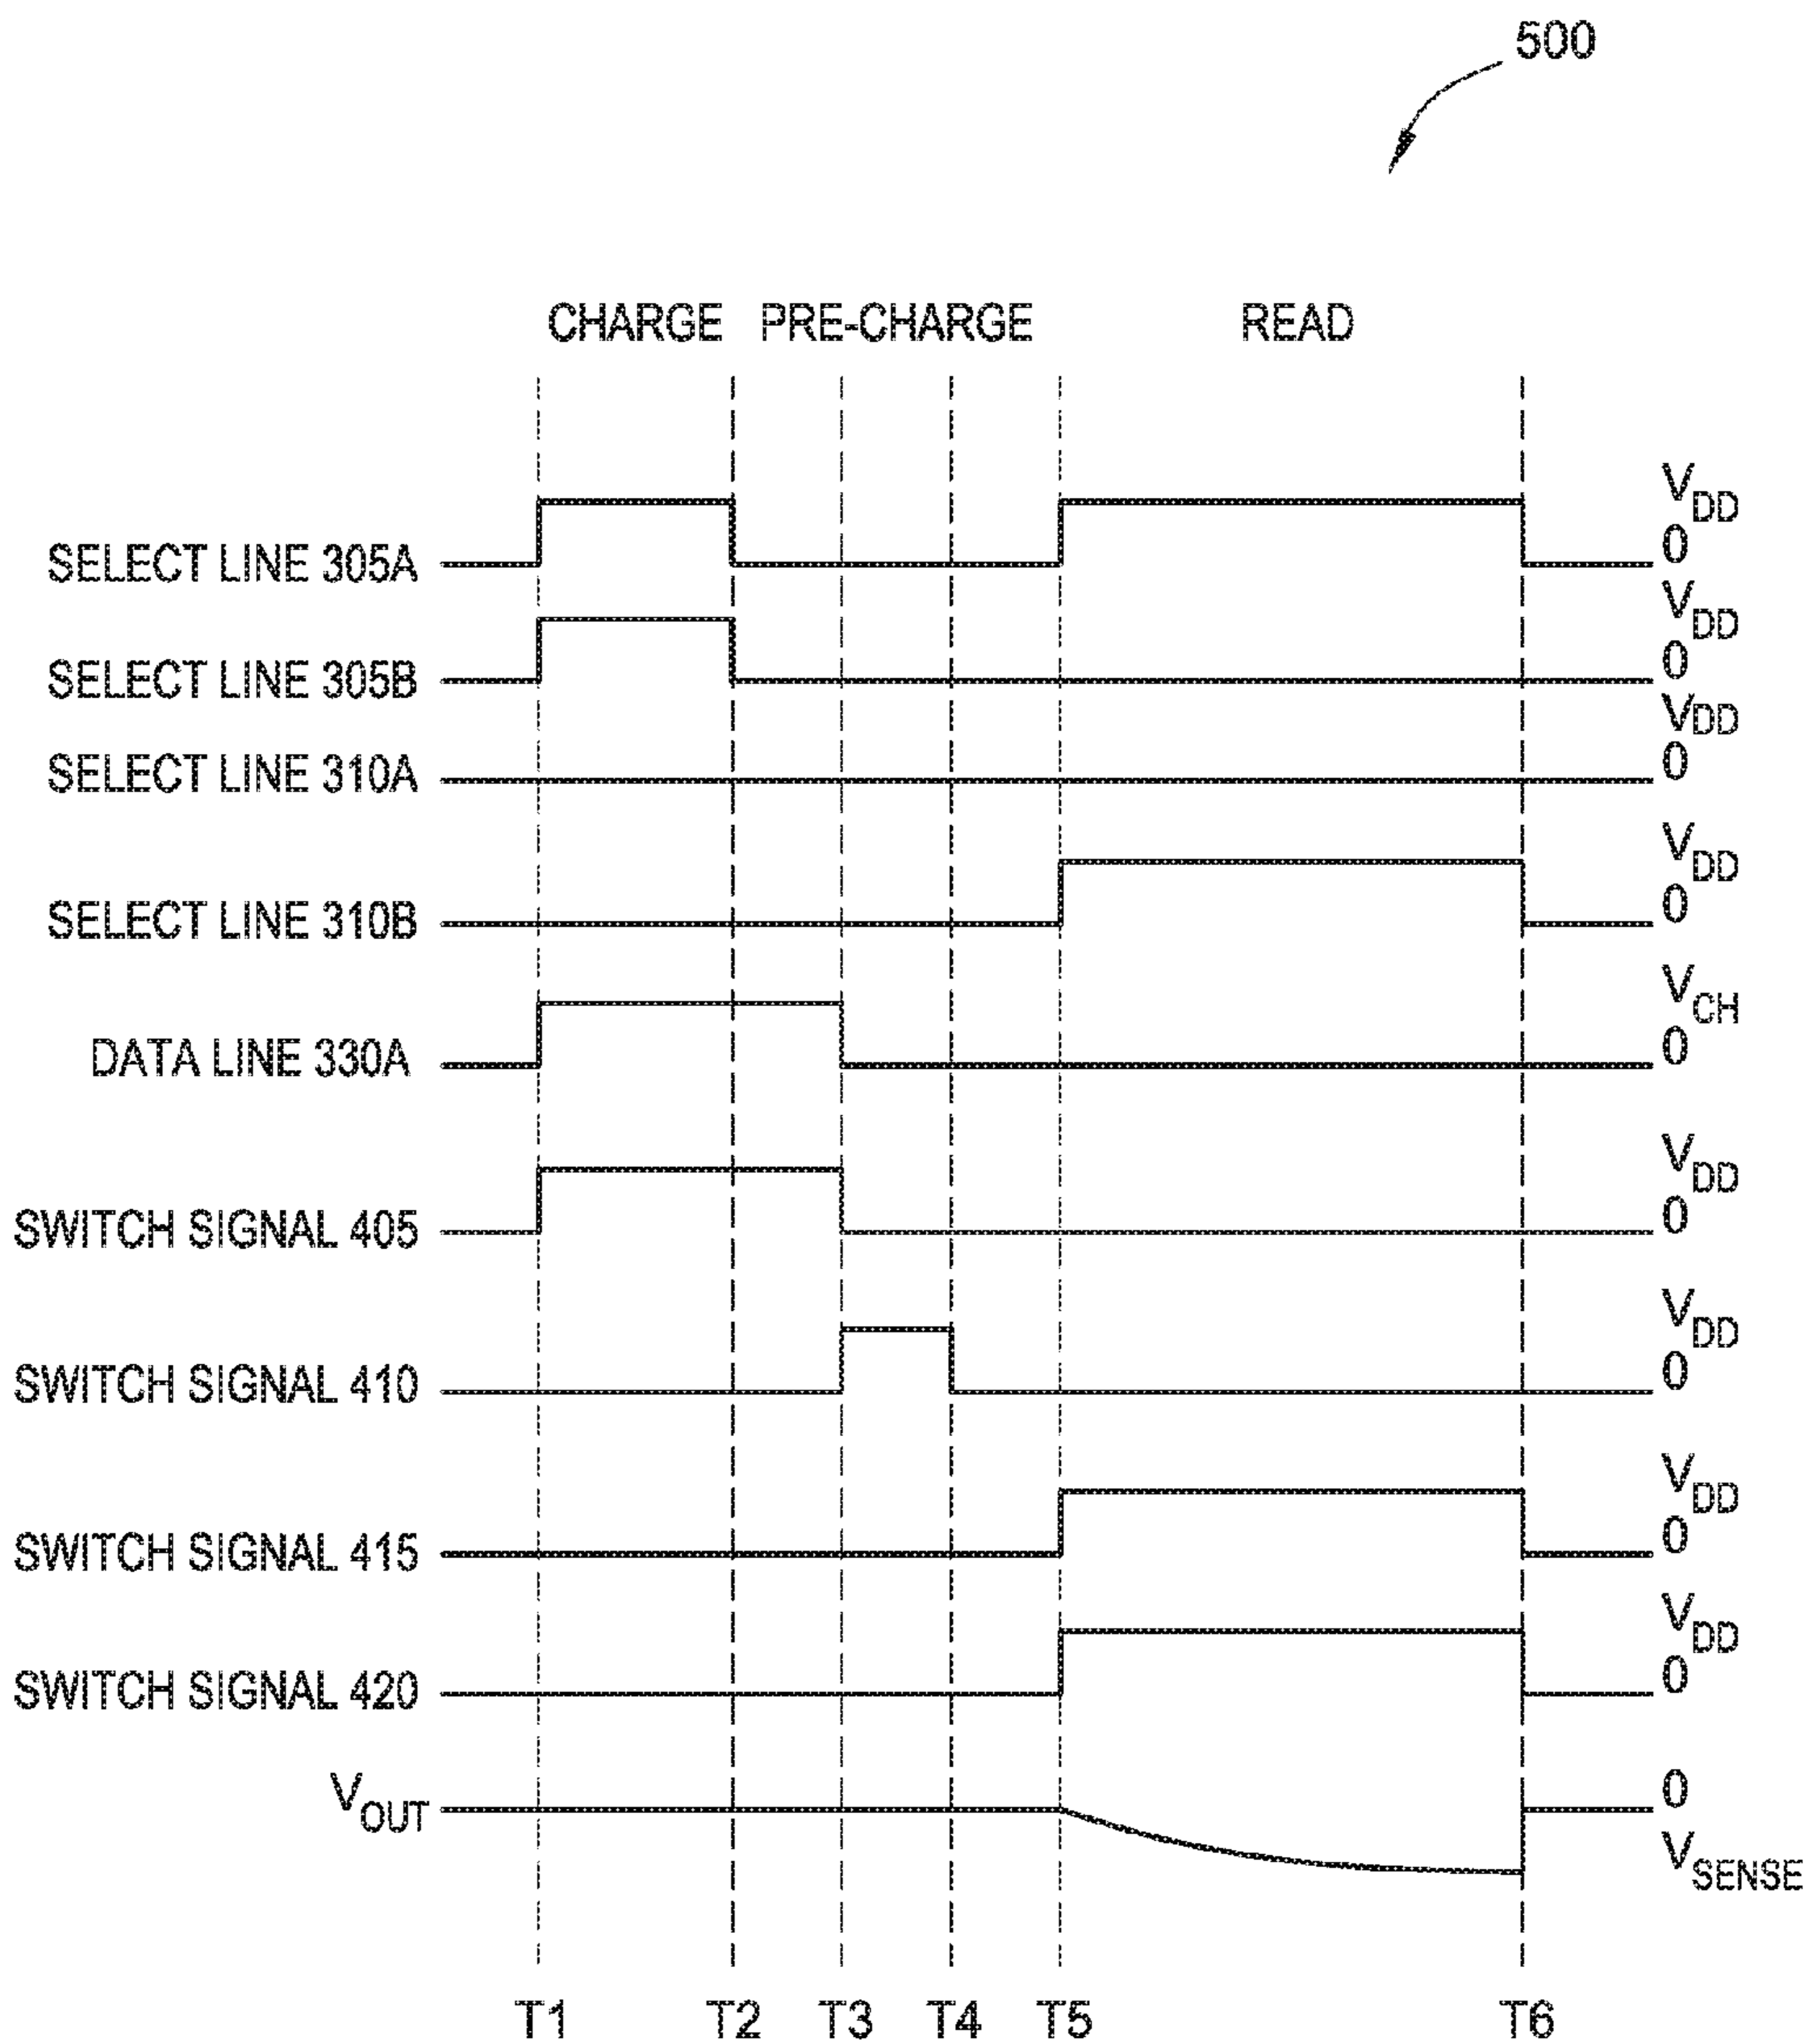 500
CHARGE PRE-CHARGE READ
SELECT LINE 305A VDD 0
SELECT LINE 305B VDD 0
SELECT LINE 310A VDD 0
SELECT LINE 310B VDD 0
DATA LINE 330A VCH 0
SWITCH SIGNAL 405 VDD 0
SWITCH SIGNAL 410 VDD 0
SWITCH SIGNAL 415 VDD 0
SWITCH SIGNAL 420 VDD 0
VOUT 0 VSENSE
T1 T2 T3 T4 T5 T6